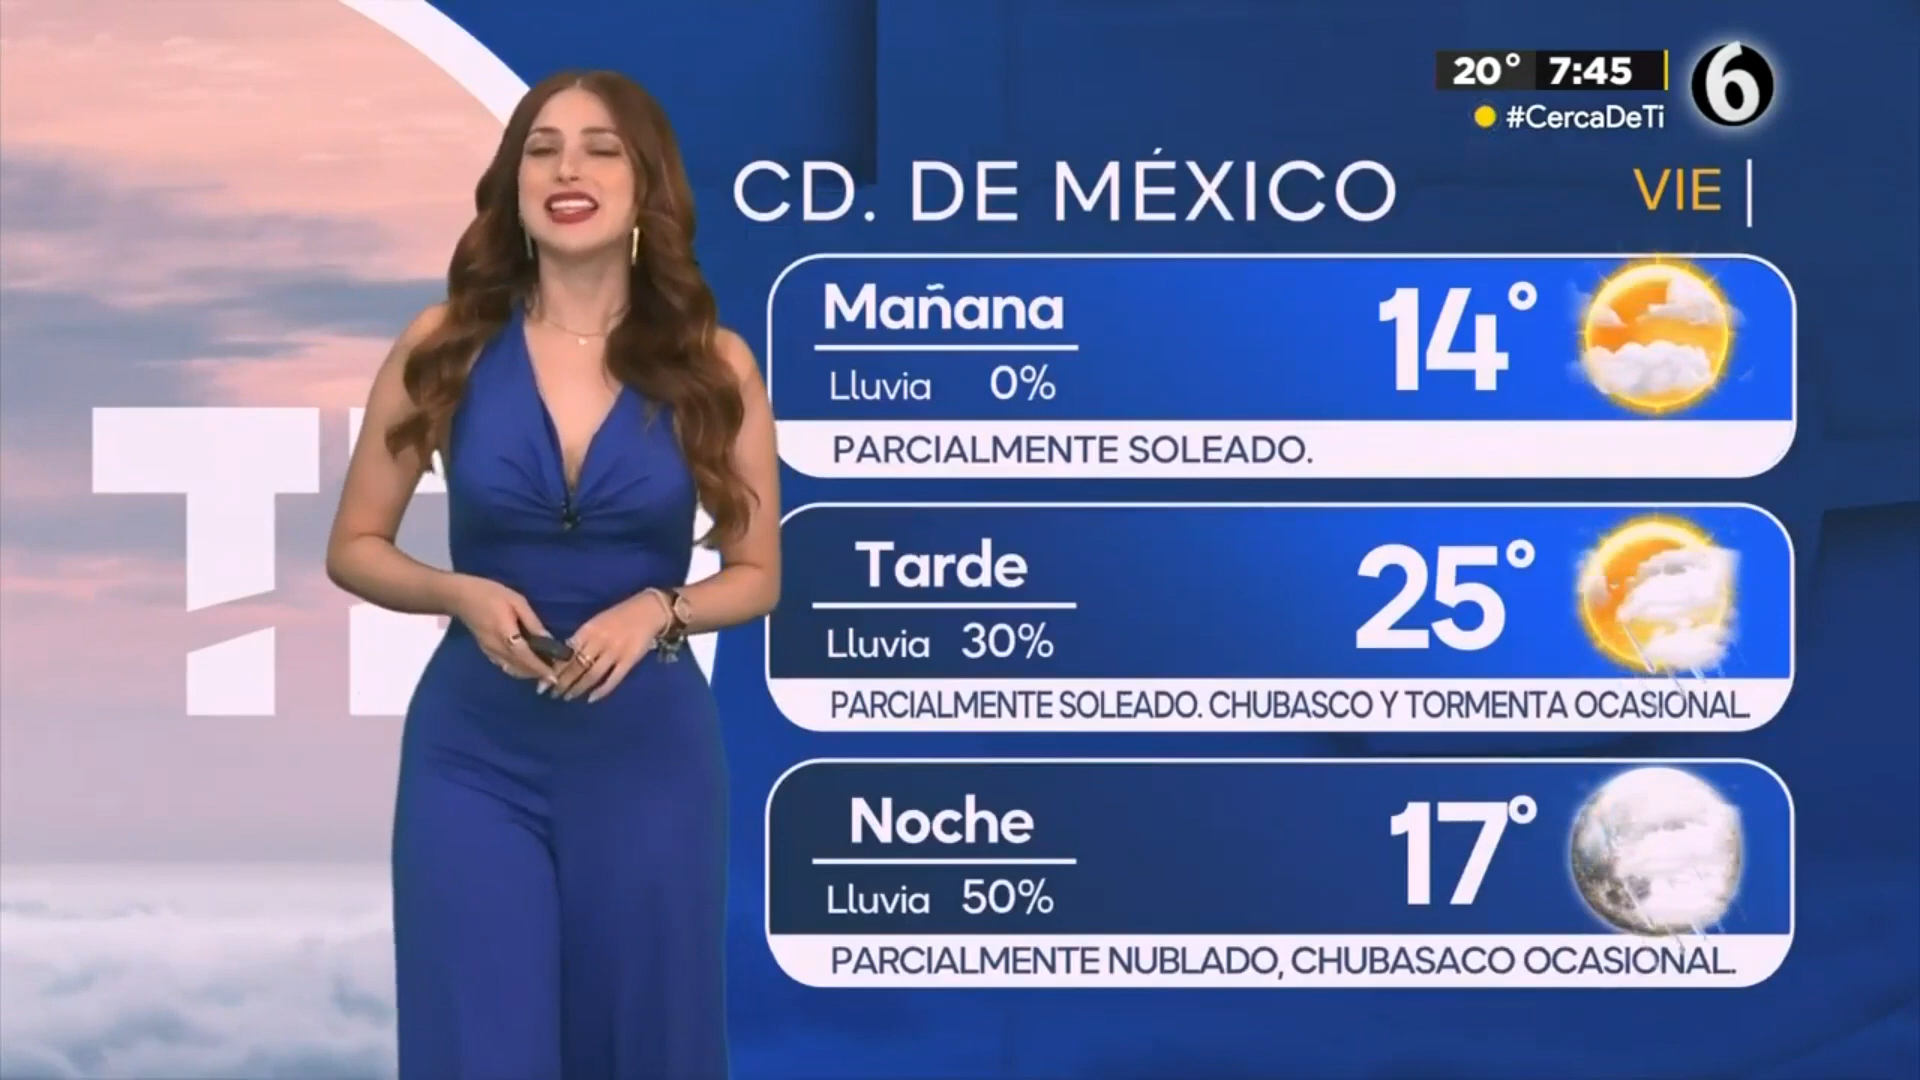 20° 7:45
#CercaDeTi
6
CD. DE MÉXICO VIE
Mañana 14°
Lluvia 0%
PARCIALMENTE SOLEADO.
Tarde 25°
Lluvia 30%
PARCIALMENTE SOLEADO. CHUBASCO Y TORMENTA OCASIONAL.
Noche 17°
Lluvia 50%
PARCIALMENTE NUBLADO, CHUBASACO OCASIONAL.